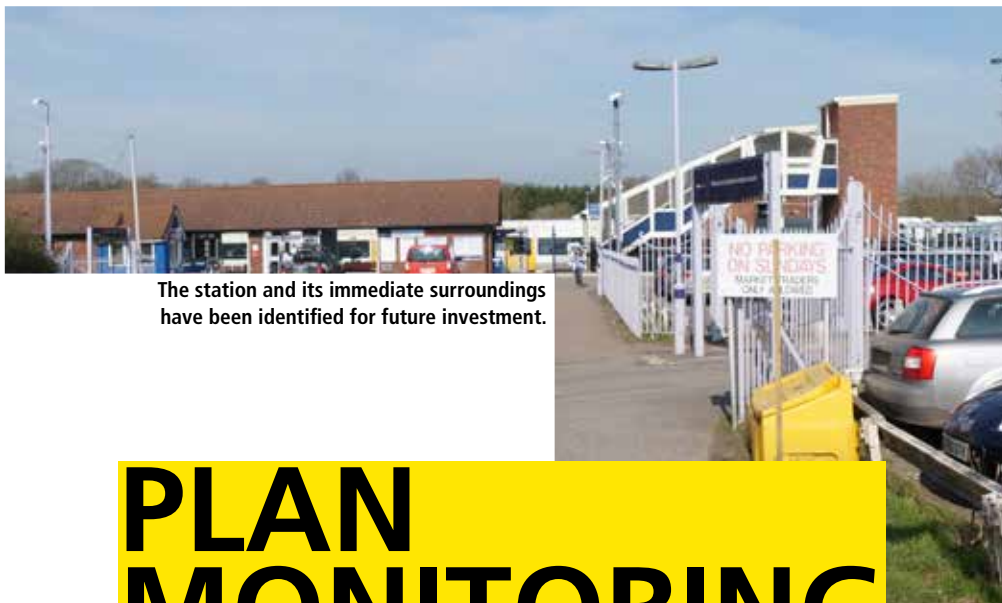 NO PARKING
ON SUNDAYS
MARKET TRADERS
ONLY ALLOWED
The station and its immediate surroundings
have been identified for future investment.
PLAN
MONITORING